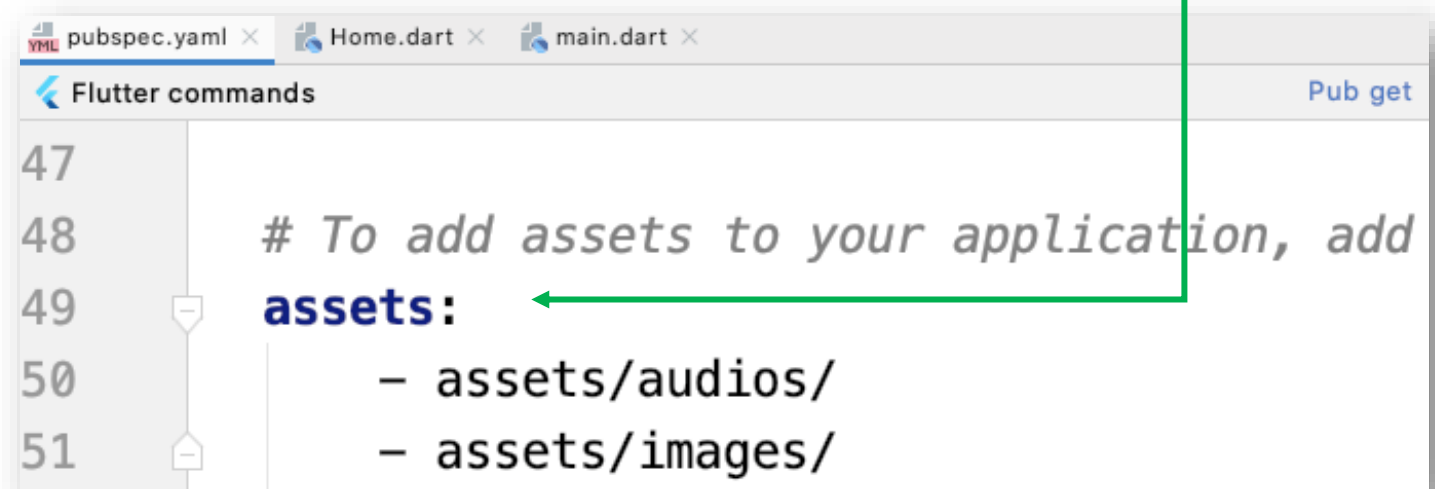 YML pubspec.yaml × Home.dart × main.dart ×
Flutter commands Pub get
47
48 # To add assets to your application, add
49 assets:
50 - assets/audios/
51 - assets/images/